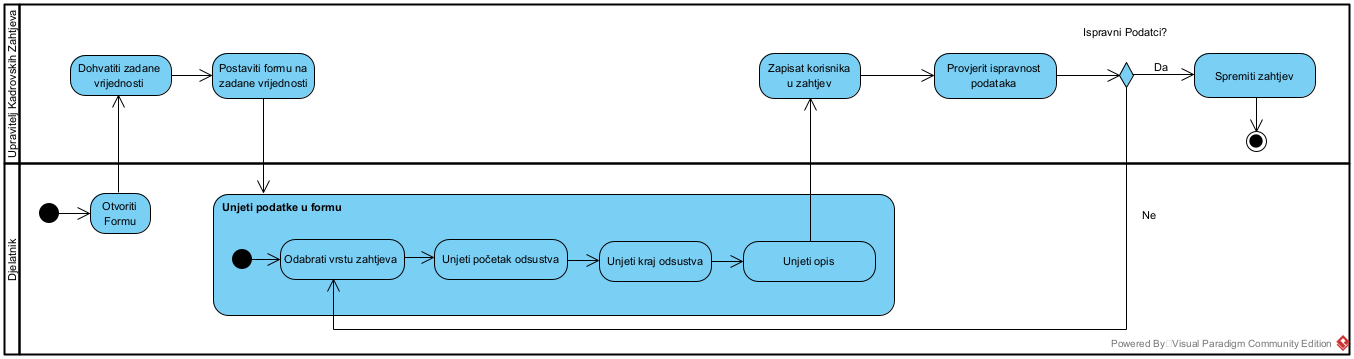 Upravitelj Kadrovskih Zahtjeva
Dohvatiti zadane
vrijednosti
Postaviti formu na
zadane vrijednosti
Zapisat korisnika
u zahtjev
Provjerit ispravnost
podataka
Ispravni Podatci?
Da
Spremiti zahtjev
Djelatnik
Otvoriti
Formu
Unjeti podatke u formu
Odabrati vrstu zahtjeva
Unjeti početak odsustva
Unjeti kraj odsustva
Unjeti opis
Ne
Powered By Visual Paradigm Community Edition